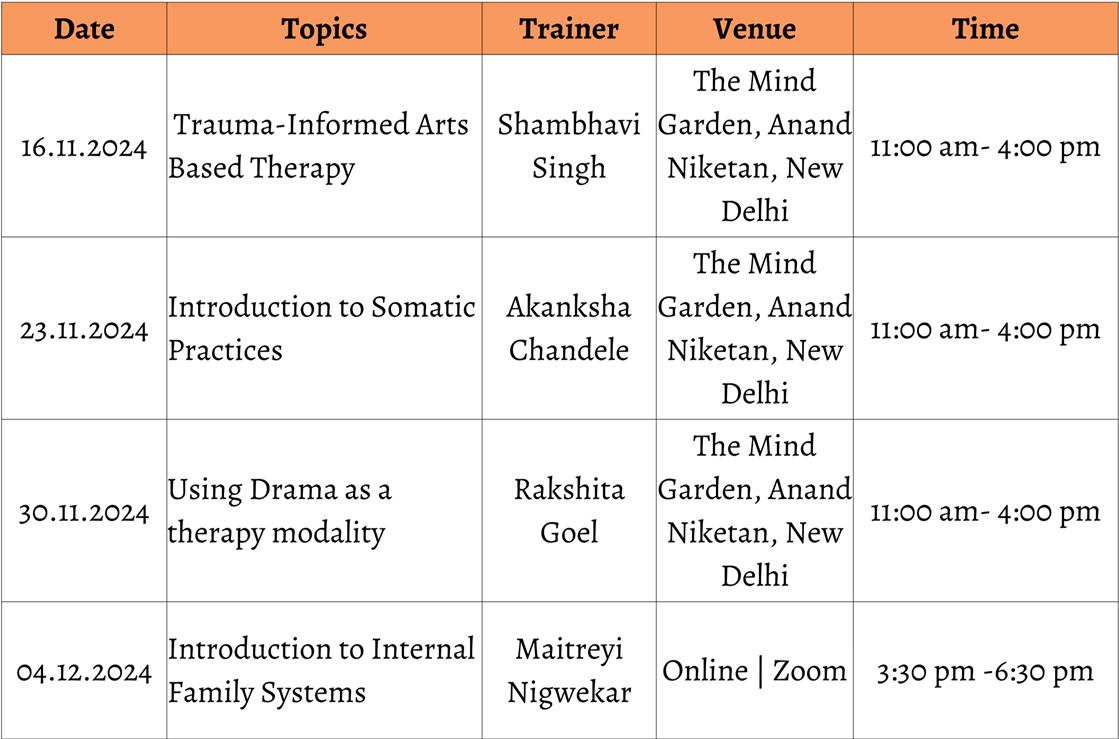 Date Topics Trainer Venue Time
16.11.2024
Trauma-Informed Arts
Based Therapy
Shambhavi
Singh
The Mind
Garden, Anand
Niketan, New
Delhi
11:00 am- 4:00 pm
23.11.2024
Introduction to Somatic
Practices
Akanksha
Chandele
The Mind
Garden, Anand
Niketan, New
Delhi
11:00 am- 4:00 pm
30.11.2024
Using Drama as a
therapy modality
Rakshita
Goel
The Mind
Garden, Anand
Niketan, New
Delhi
11:00 am- 4:00 pm
04.12.2024
Introduction to Internal
Family Systems
Maitreyi
Nigwekar
Online | Zoom
3:30 pm -6:30 pm